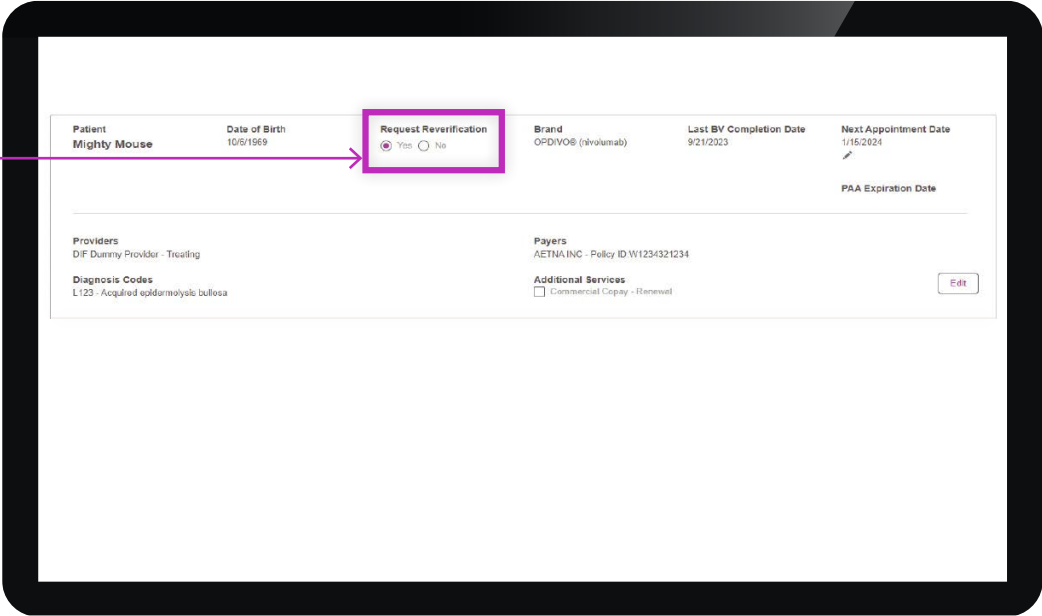 Patient
Mighty Mouse
Date of Birth
10/6/1969
Request Reverification
Yes No
Brand
OPDIVO® (nivolumab)
Last BV Completion Date
9/21/2023
Next Appointment Date
1/15/2024
PAA Expiration Date
Providers
DIF Dummy Provider - Treating
Payers
AETNA INC - Policy ID:W1234321234
Diagnosis Codes
L123 - Acquired epidermolysis bullosa
Additional Services
Commercial Copay - Renewal
Edit